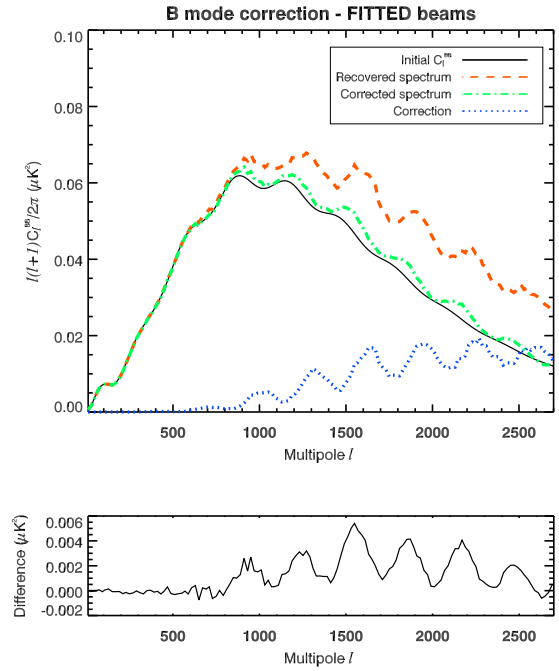 B mode correction - FITTED beams
0.10
0.08
0.06
0.04
0.02
0.00
l(l+1)C_l^BB/2π (μK²)
Initial C_l^BB
Recovered spectrum
Corrected spectrum
Correction
500 1000 1500 2000 2500
Multipole l
0.006
0.004
0.002
0.000
-0.002
Difference (μK²)
500 1000 1500 2000 2500
Multipole l